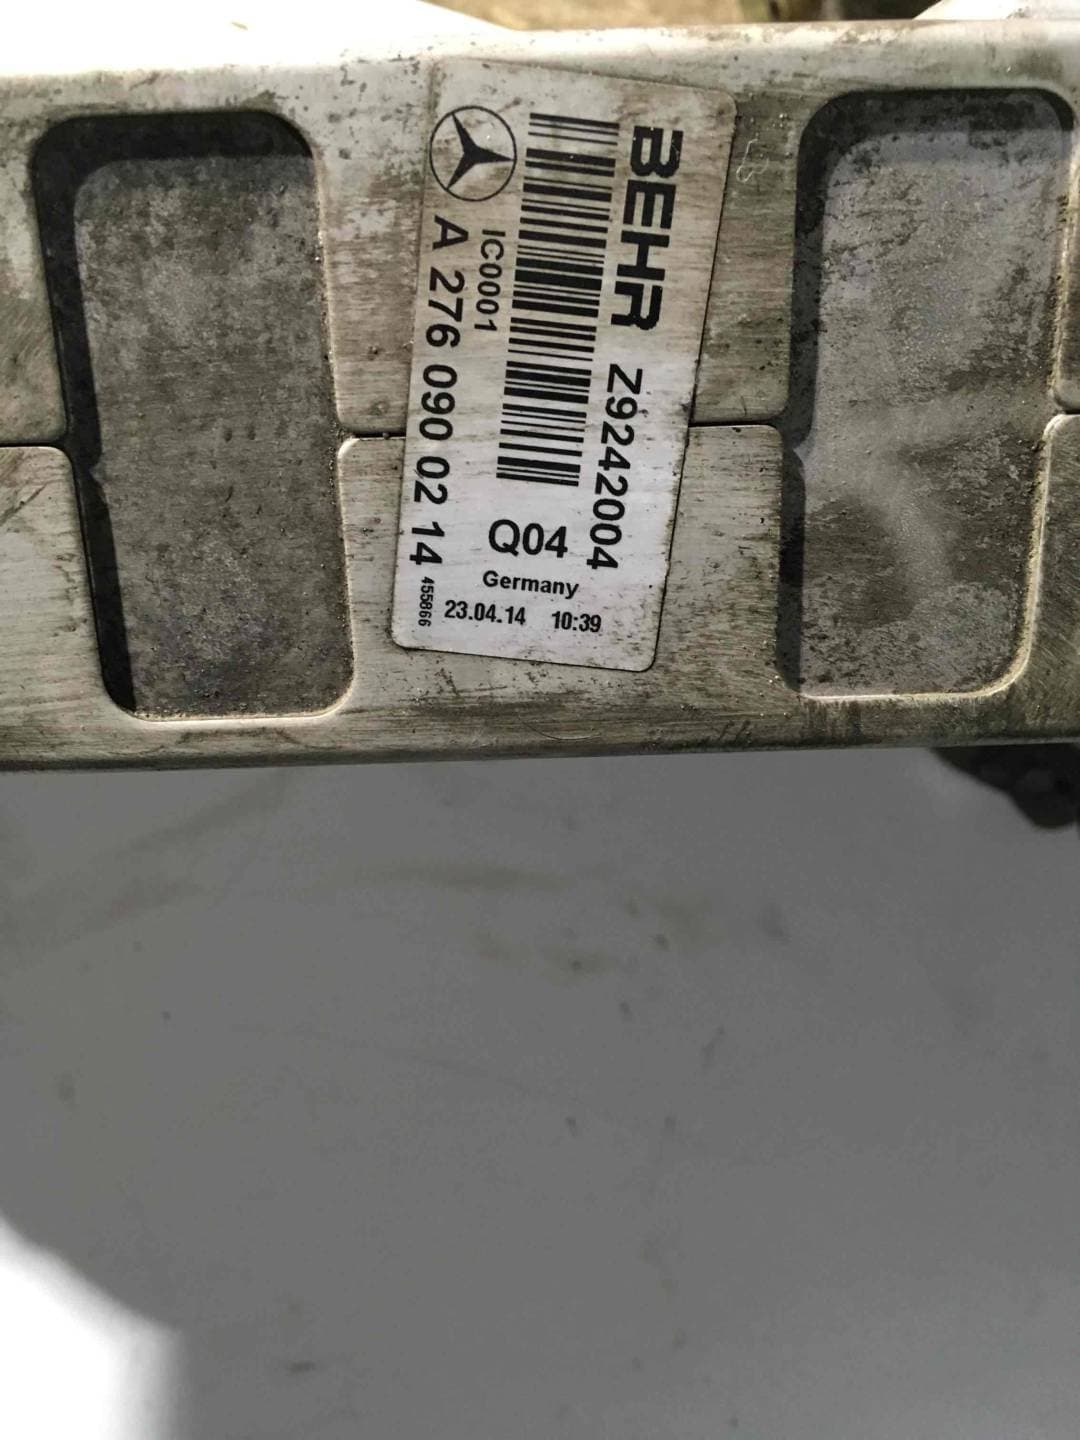 BEHR Z9242004
IC0001
A 276 090 02 14
Q04
Germany
455866
23.04.14 10:39